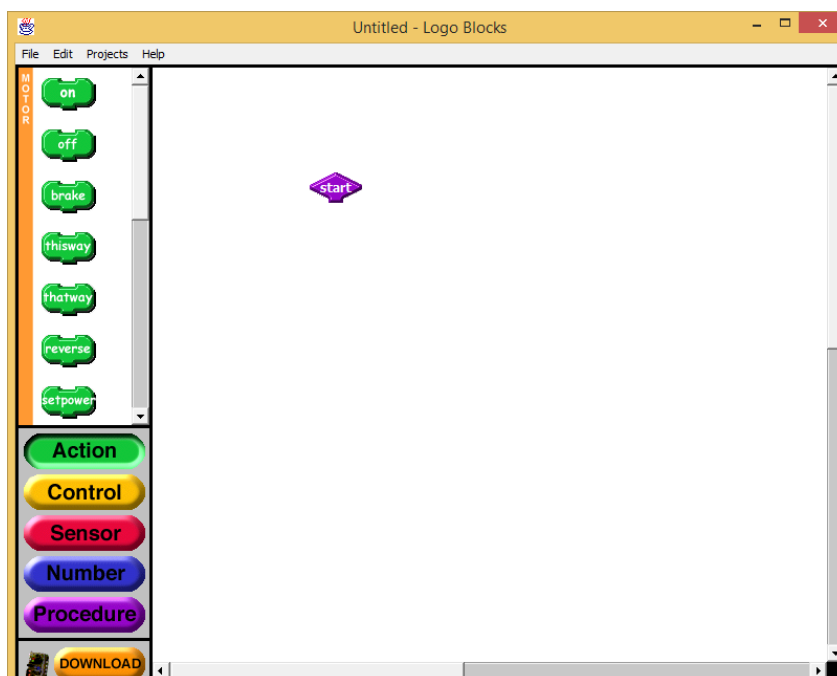 Untitled - Logo Blocks
File Edit Projects Help
MOTOR
on
off
brake
thisway
thatway
reverse
setpower
start
Action
Control
Sensor
Number
Procedure
DOWNLOAD